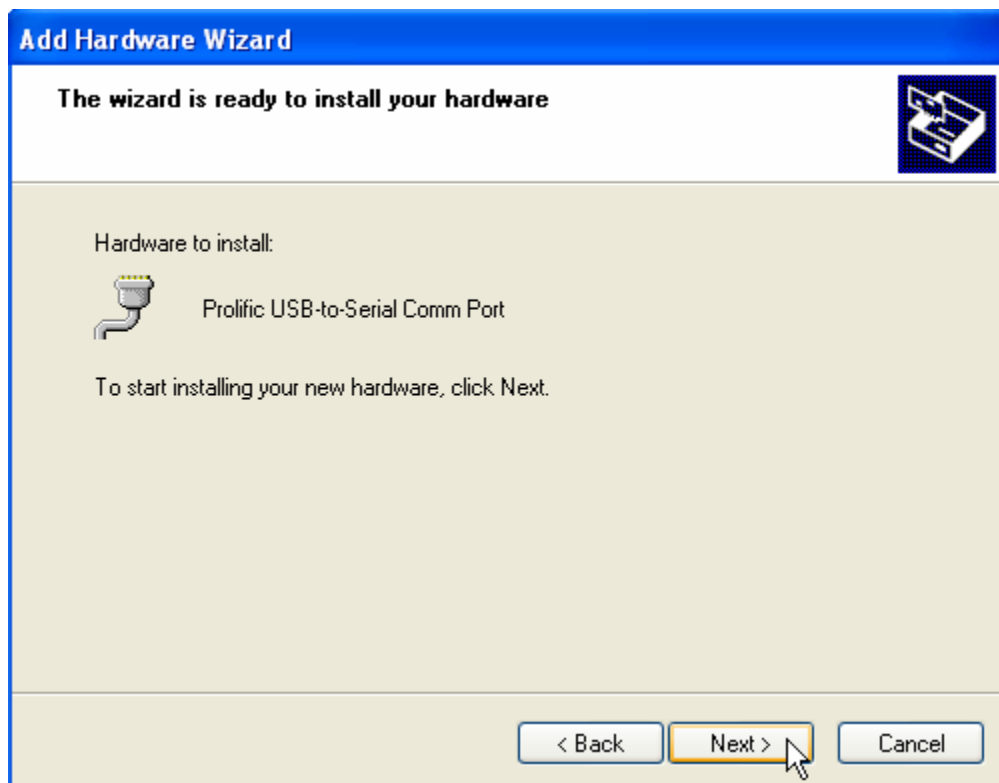 Add Hardware Wizard
The wizard is ready to install your hardware
Hardware to install:
Prolific USB-to-Serial Comm Port
To start installing your new hardware, click Next.
< Back Next > Cancel